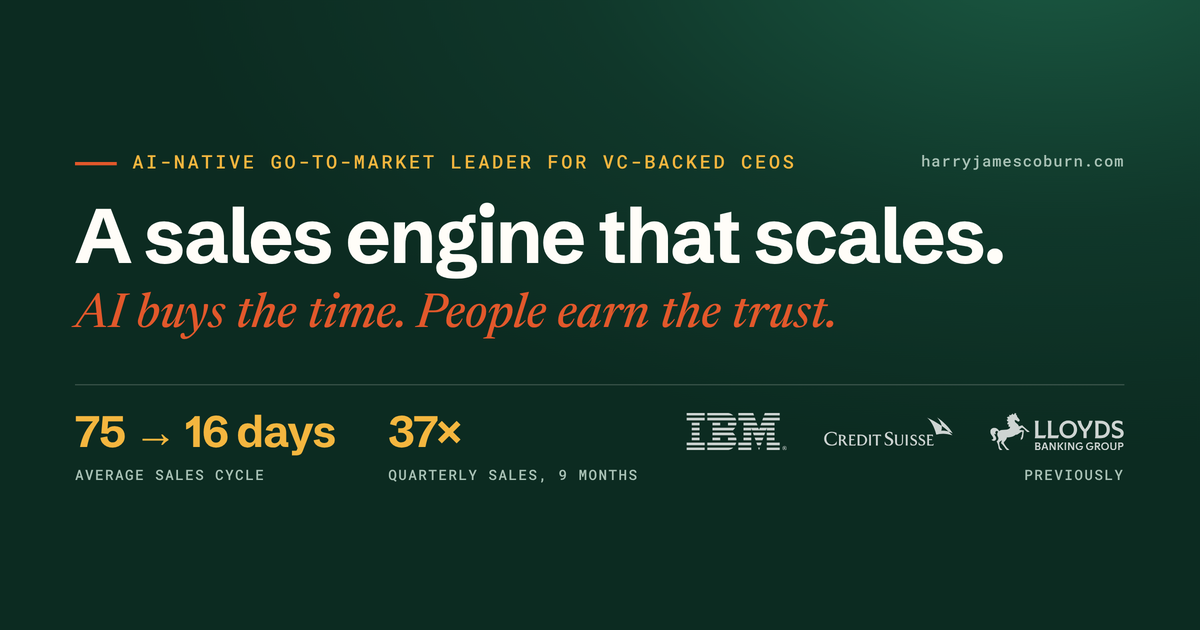 AI-NATIVE GO-TO-MARKET LEADER FOR VC-BACKED CEOS
harryjamescoburn.com
A sales engine that scales.
AI buys the time. People earn the trust.
75 → 16 days
AVERAGE SALES CYCLE
37×
QUARTERLY SALES, 9 MONTHS
IBM®
CREDIT SUISSE
LLOYDS
BANKING GROUP
PREVIOUSLY